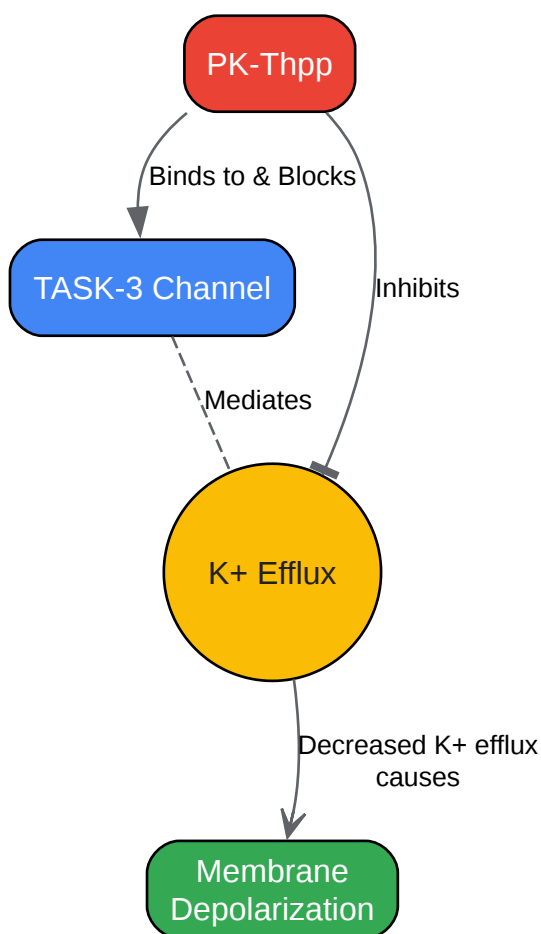 PK-Thpp
Binds to & Blocks
TASK-3 Channel
Inhibits
Mediates
K+ Efflux
Decreased K+ efflux
causes
Membrane
Depolarization